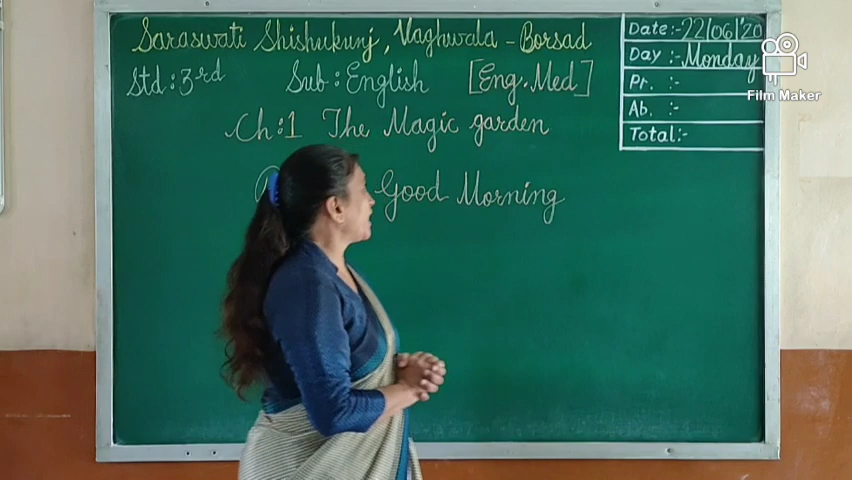 Saraswati Shishukunj, Vaghwala - Borsad
Std : 3rd Sub : English [Eng. Med]
Ch:1 The Magic garden
Good Morning
Date:-22/06/'20
Day:-Monday
Pr. :-
Ab. :-
Total:-
Film Maker